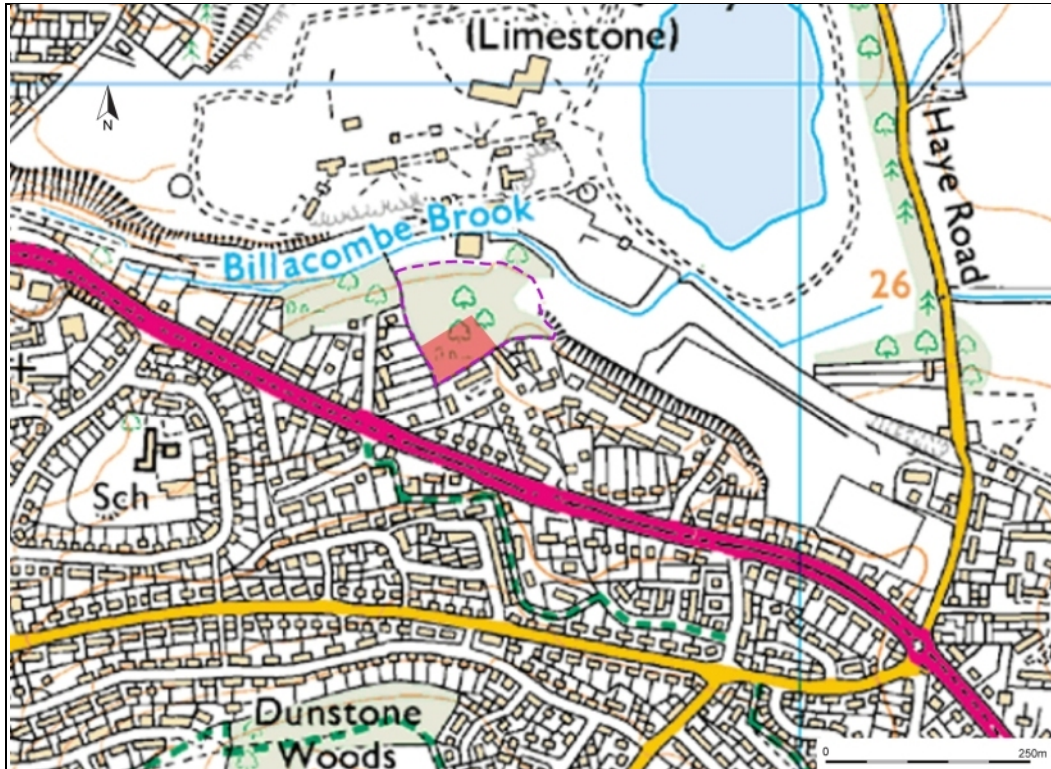 (Limestone)
N
Haye Road
Billacombe Brook
26
Sch
Dunstone
Woods
0
250m